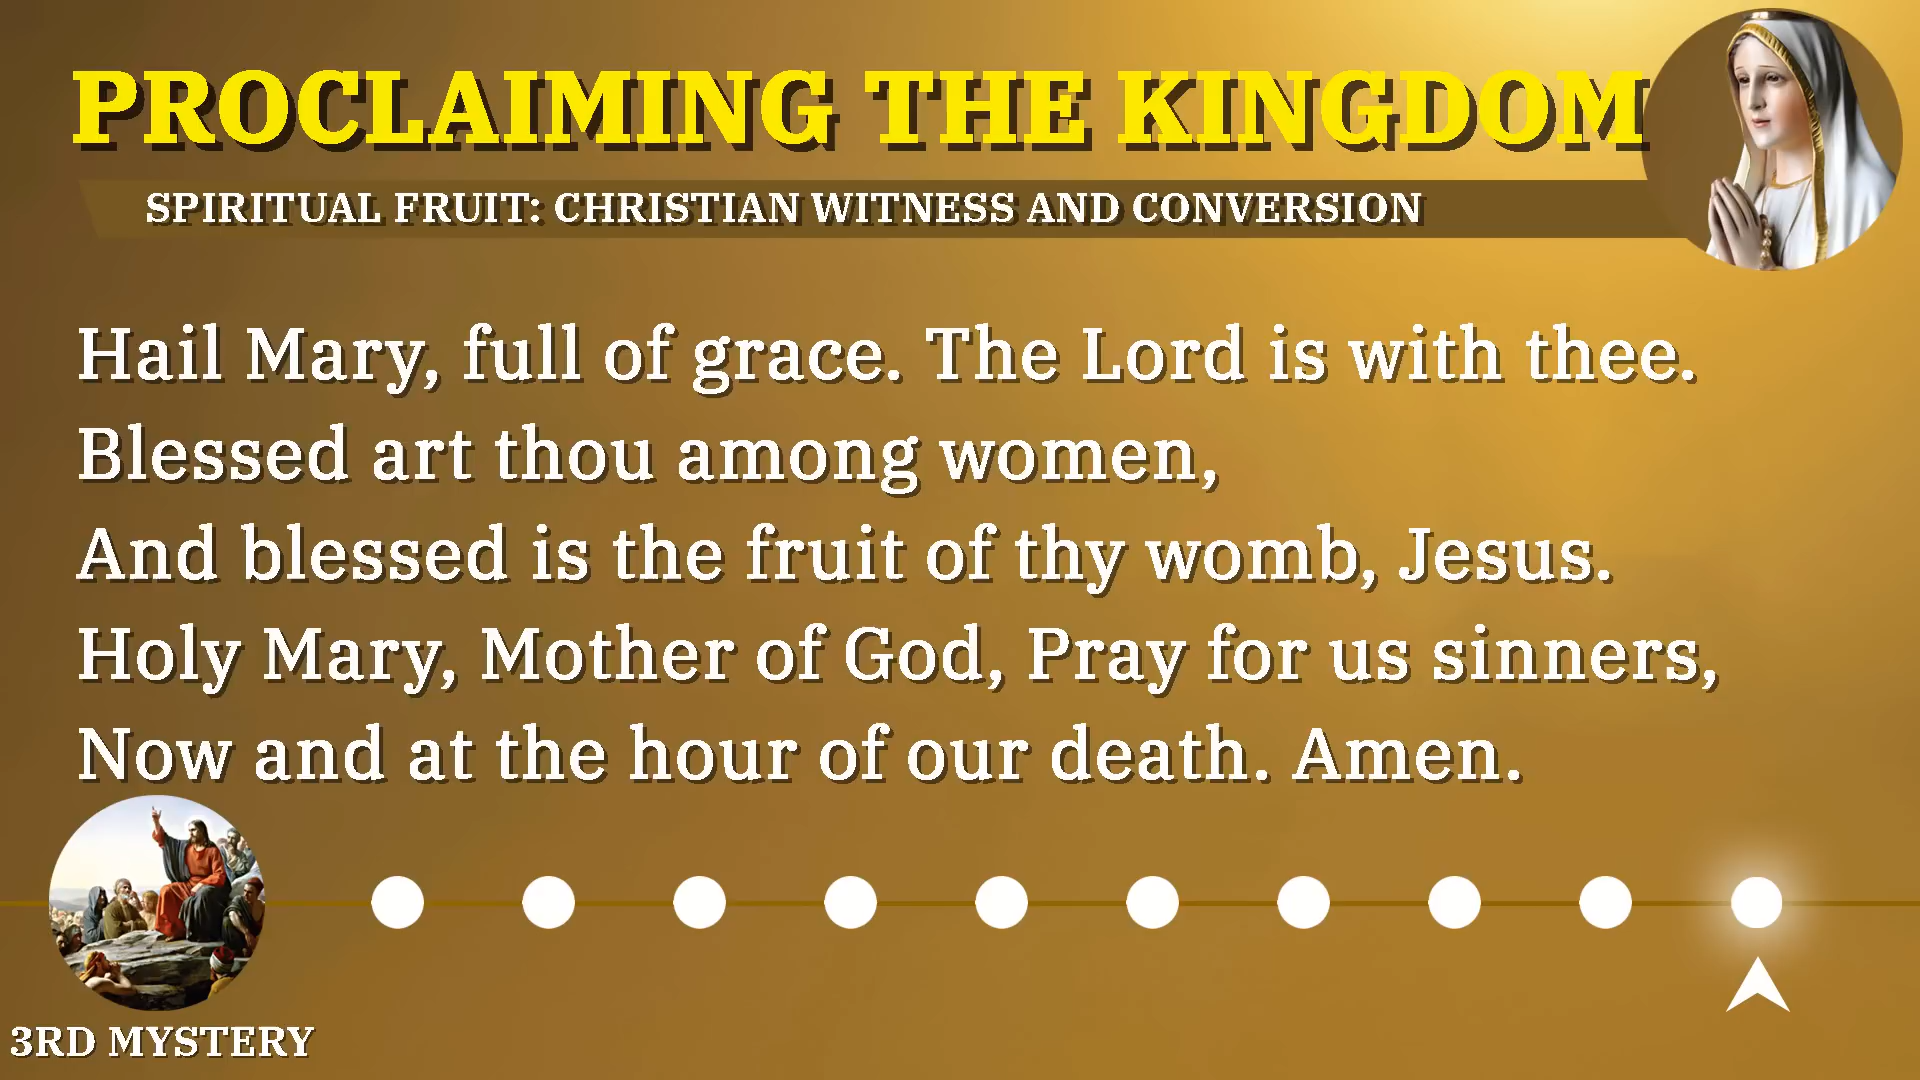 PROCLAIMING THE KINGDOM
SPIRITUAL FRUIT: CHRISTIAN WITNESS AND CONVERSION
Hail Mary, full of grace. The Lord is with thee.
Blessed art thou among women,
And blessed is the fruit of thy womb, Jesus.
Holy Mary, Mother of God, Pray for us sinners,
Now and at the hour of our death. Amen.
3RD MYSTERY